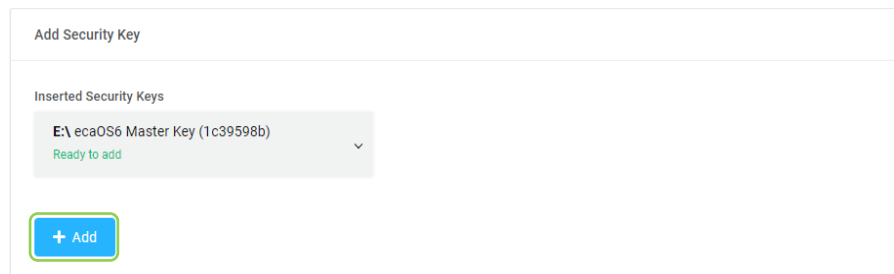 Add Security Key
Inserted Security Keys
E:\ ecaOS6 Master Key (1c39598b)
Ready to add
+ Add